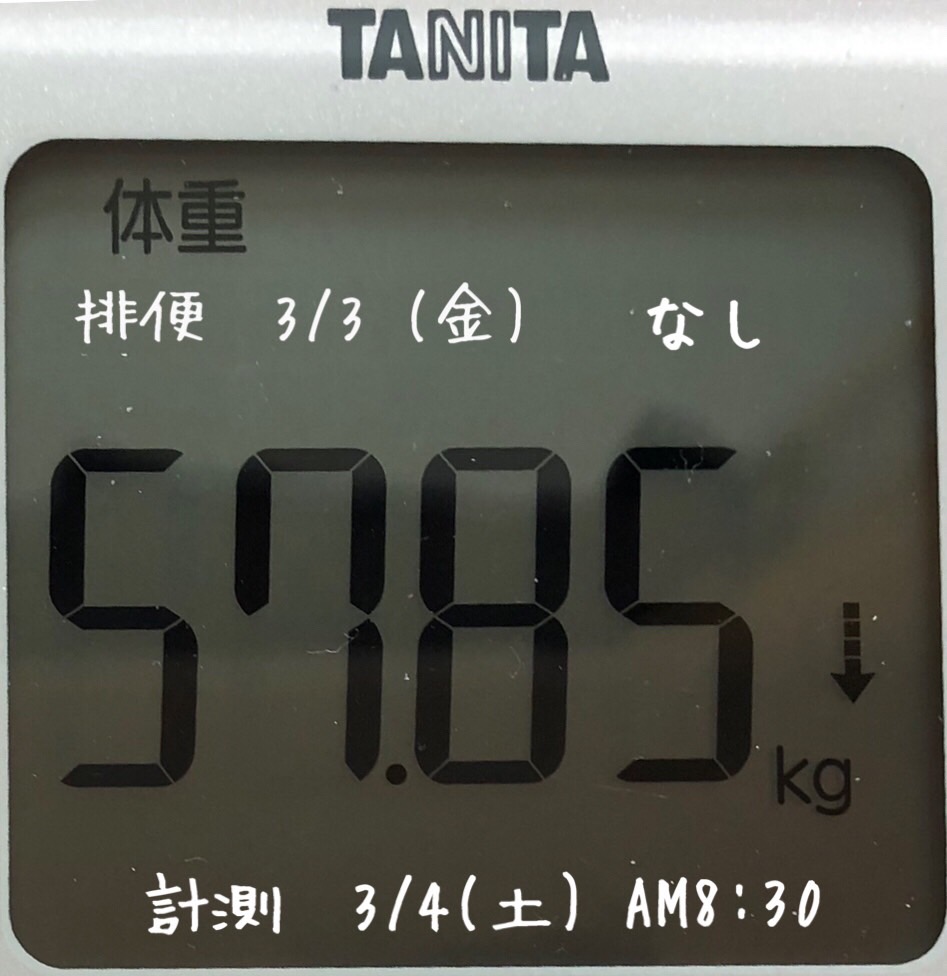 TANITA
体重
排便 3/3(金) なし
57.85
kg
計測 3/4(土) AM8:30